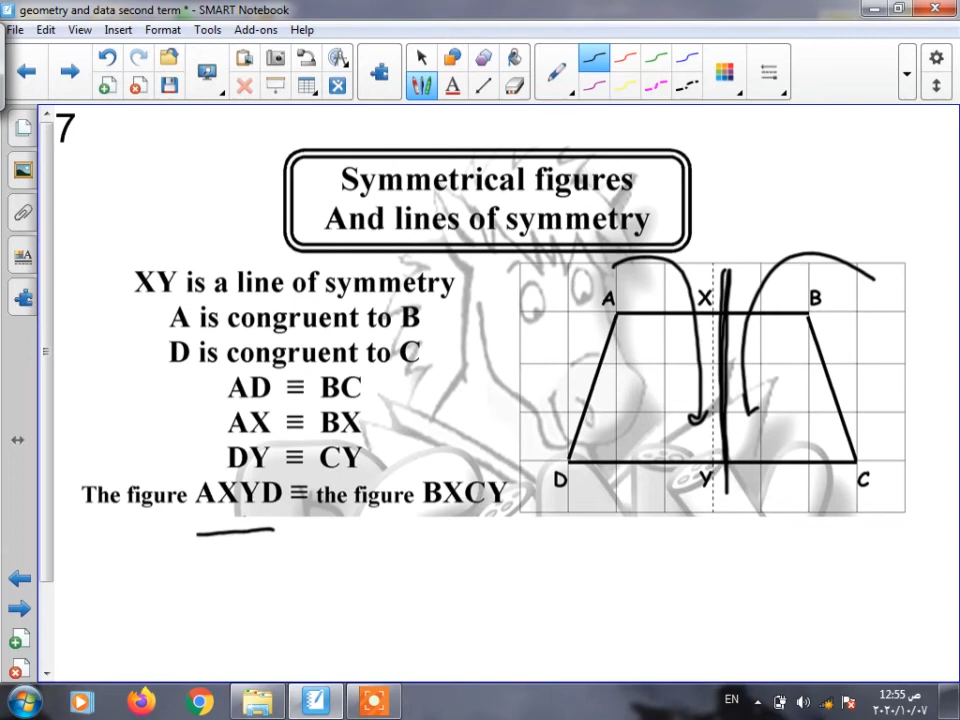 geometry and data second term * - SMART Notebook
File Edit View Insert Format Tools Add-ons Help
7
Symmetrical figures
And lines of symmetry
XY is a line of symmetry
A is congruent to B
D is congruent to C
AD ≡ BC
AX ≡ BX
DY ≡ CY
The figure AXYD ≡ the figure BXCY
A X B
D Y C
EN
12:55 ص
٢٠٢٠/١٠/٠٧